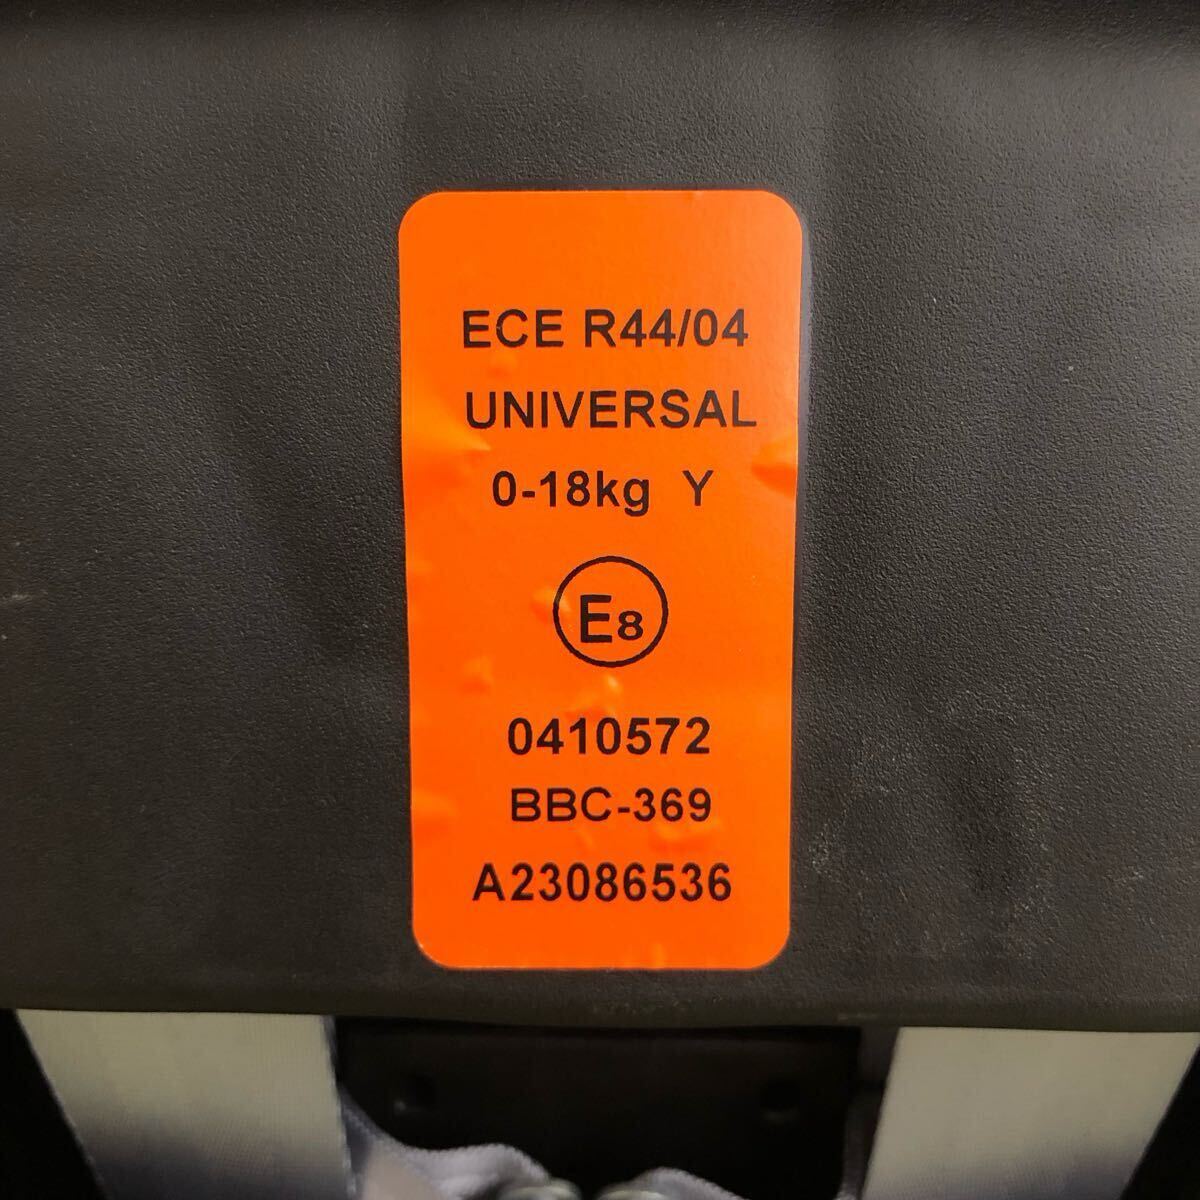 ECE R44/04
UNIVERSAL
0-18kg Y
E8
0410572
BBC-369
A23086536